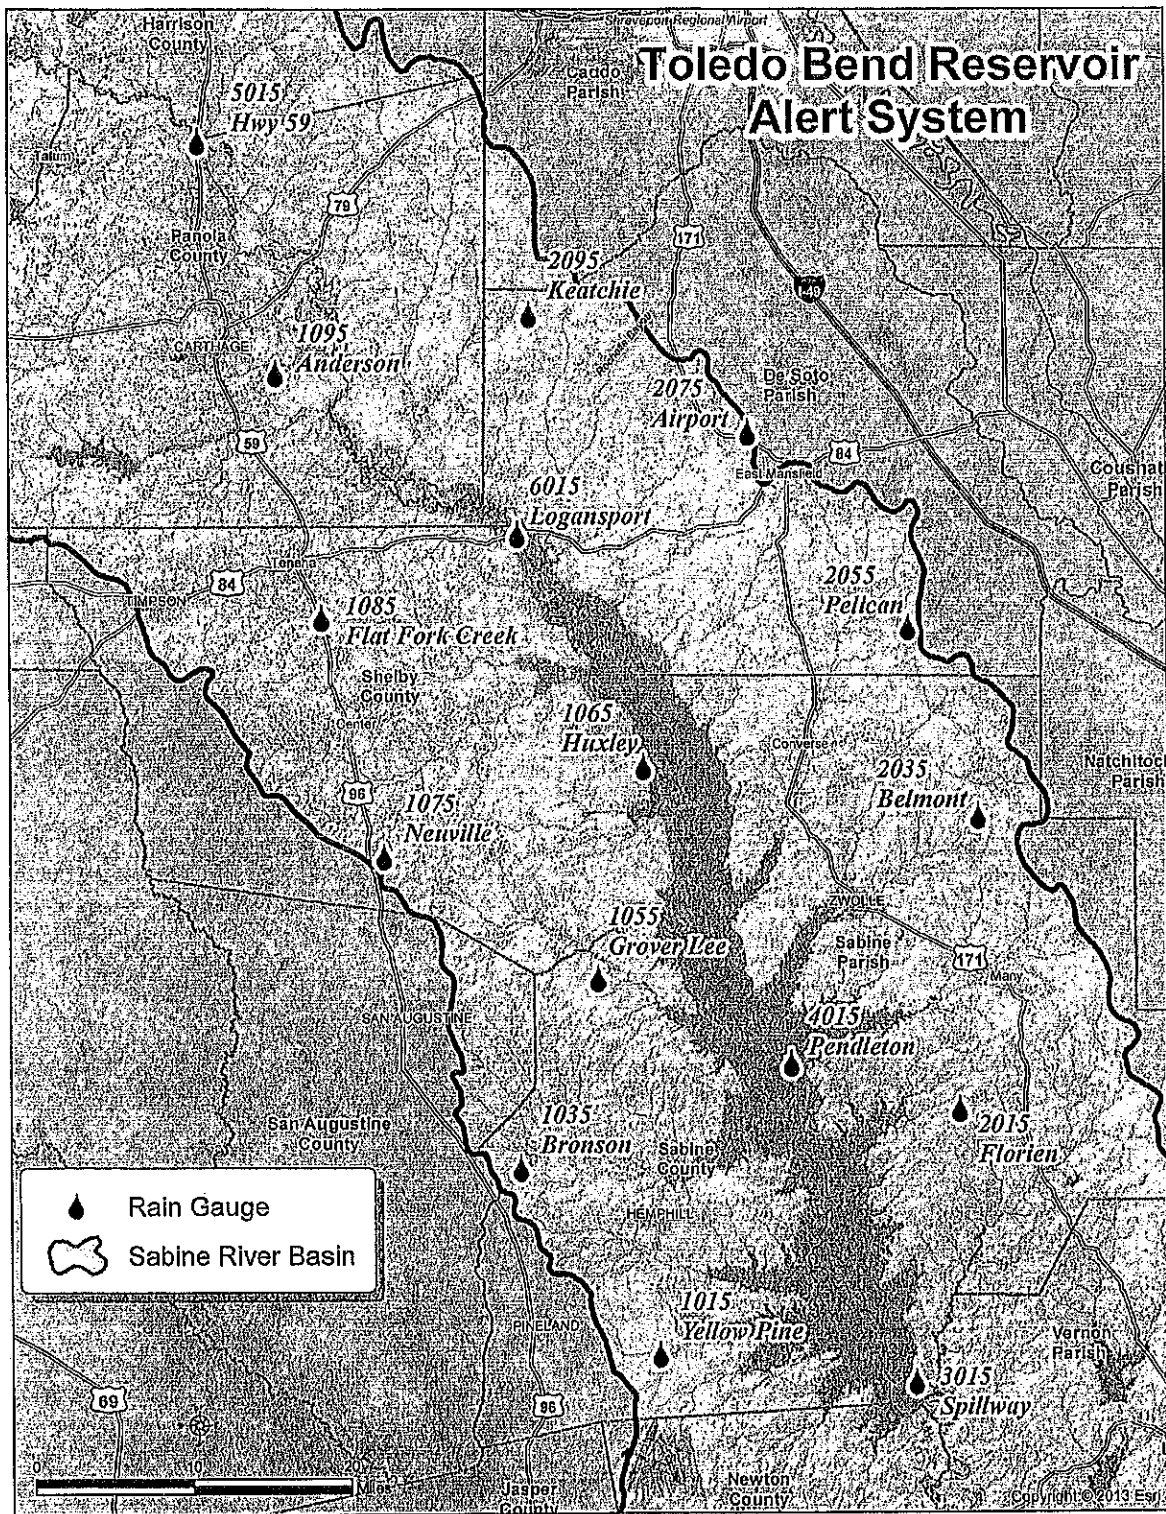 Harrison
County
Shreveport Regional Airport
Toledo Bend Reservoir
Alert System
Caddo
Parish
5015
Hwy 59
Tatum
79
Panola
County
171
2095
Keatchie
I-49
1095
Anderson
CARTHAGE
2075
Airport
De Soto
Parish
59
84
East Mansfield
Coushat
Parish
6015
Logansport
Tenaha
84
TIMPSON
2055
Pelican
1085
Flat Fork Creek
Shelby
County
Center
1065
Huxley
Converse
Natchitoch
Parish
2035
Belmont
96
1075
Neuville
ZWOLLE
1055
Grover Lee
Sabine
Parish
171
Many
SAN AUGUSTINE
4015
Pendleton
San Augustine
County
1035
Bronson
Sabine
County
2015
Florien
Rain Gauge
Sabine River Basin
HEMPHILL
1015
Yellow Pine
PINELAND
Vernon
Parish
3015
Spillway
69
96
0 10 20
Miles
Jasper
County
Newton
County
Copyright © 2013 Esri